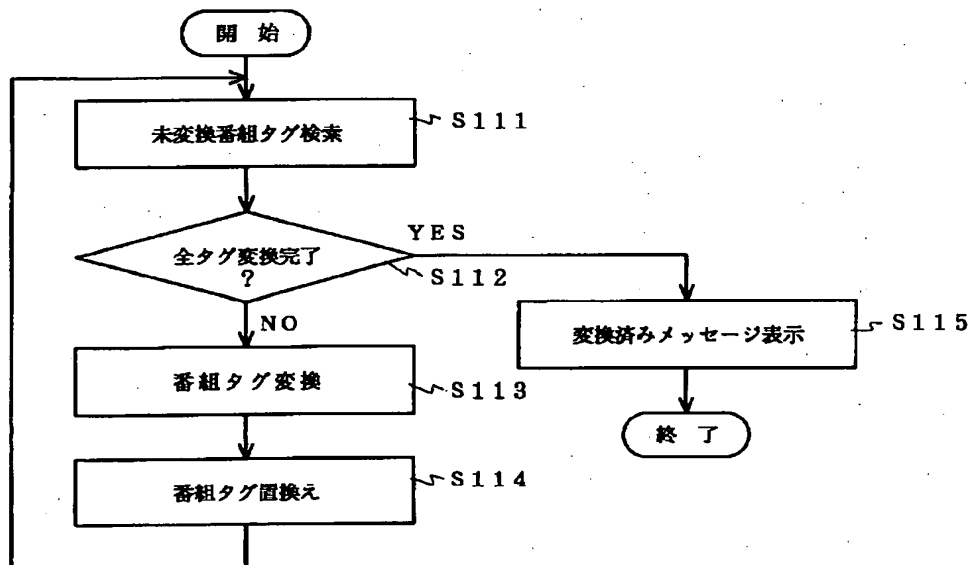 開 始
未変換番組タグ検索
S111
全タグ変換完了
?
YES
S112
NO
変換済みメッセージ表示
S115
番組タグ変換
S113
終 了
番組タグ置換え
S114